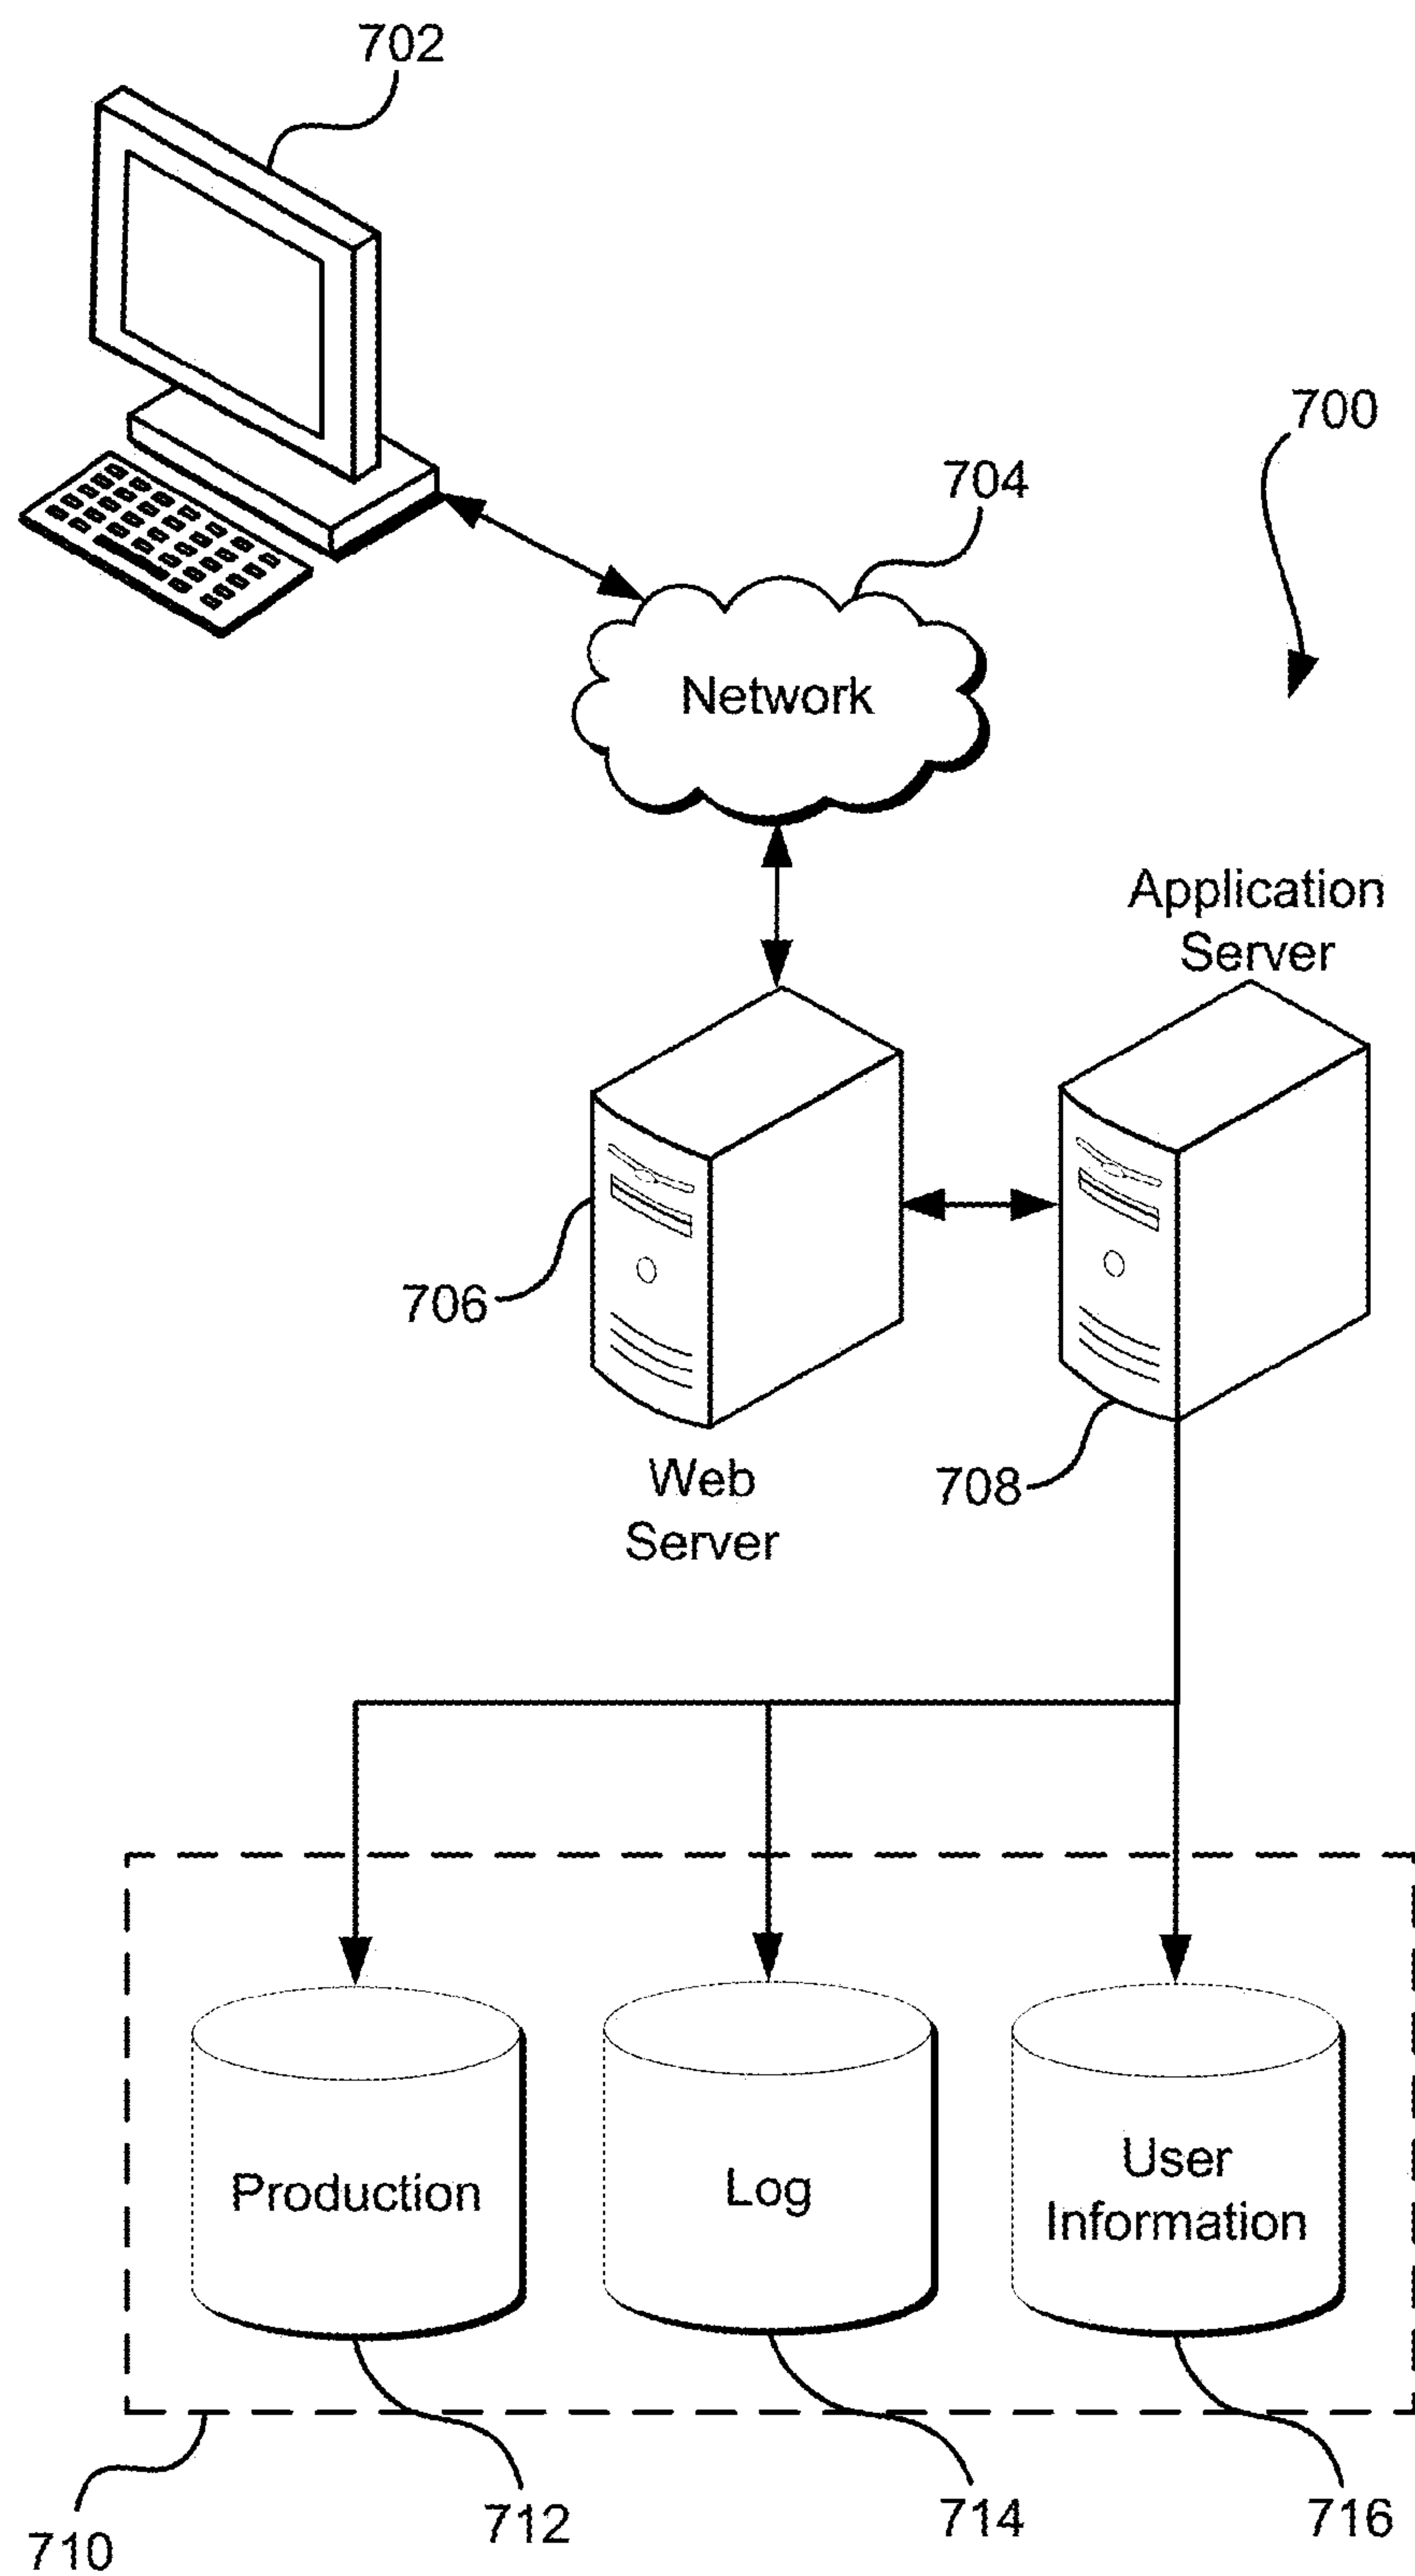 702
700
704
Network
Application
Server
706
Web
Server
708
Production
Log
User
Information
710
712
714
716